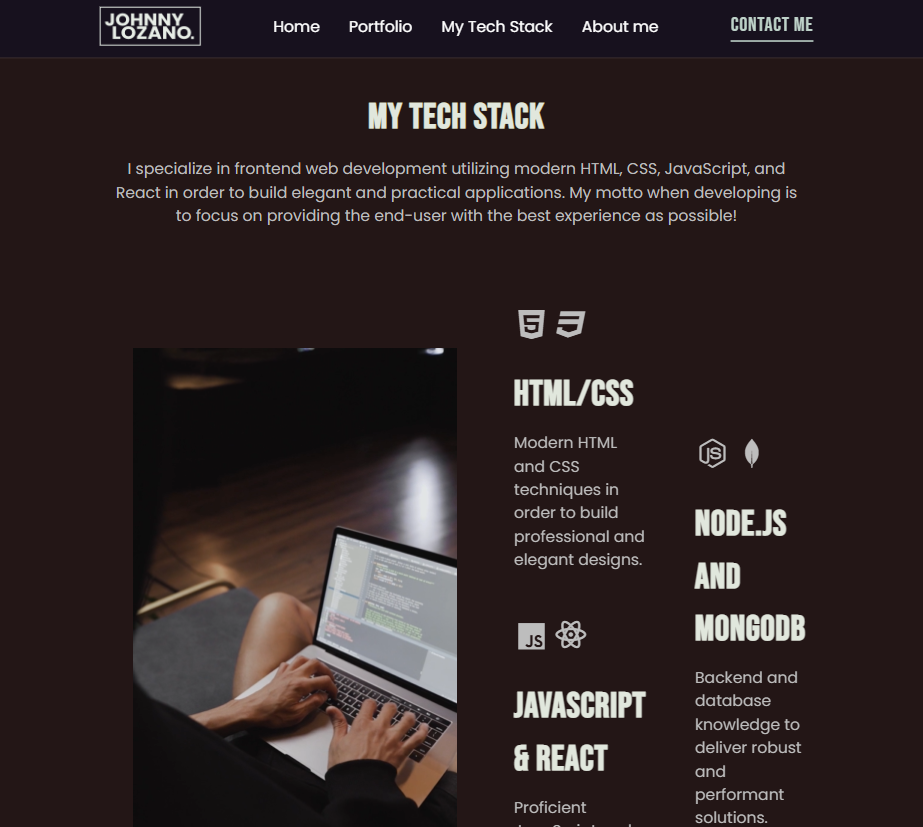 JOHNNY
LOZANO.
Home
Portfolio
My Tech Stack
About me
CONTACT ME
MY TECH STACK
I specialize in frontend web development utilizing modern HTML, CSS, JavaScript, and
React in order to build elegant and practical applications. My motto when developing is
to focus on providing the end-user with the best experience as possible!
HTML/CSS
Modern HTML
and CSS
techniques in
order to build
professional and
elegant designs.
JS
JAVASCRIPT
& REACT
Proficient
JS
NODE.JS
AND
MONGODB
Backend and
database
knowledge to
deliver robust
and
performant
solutions.